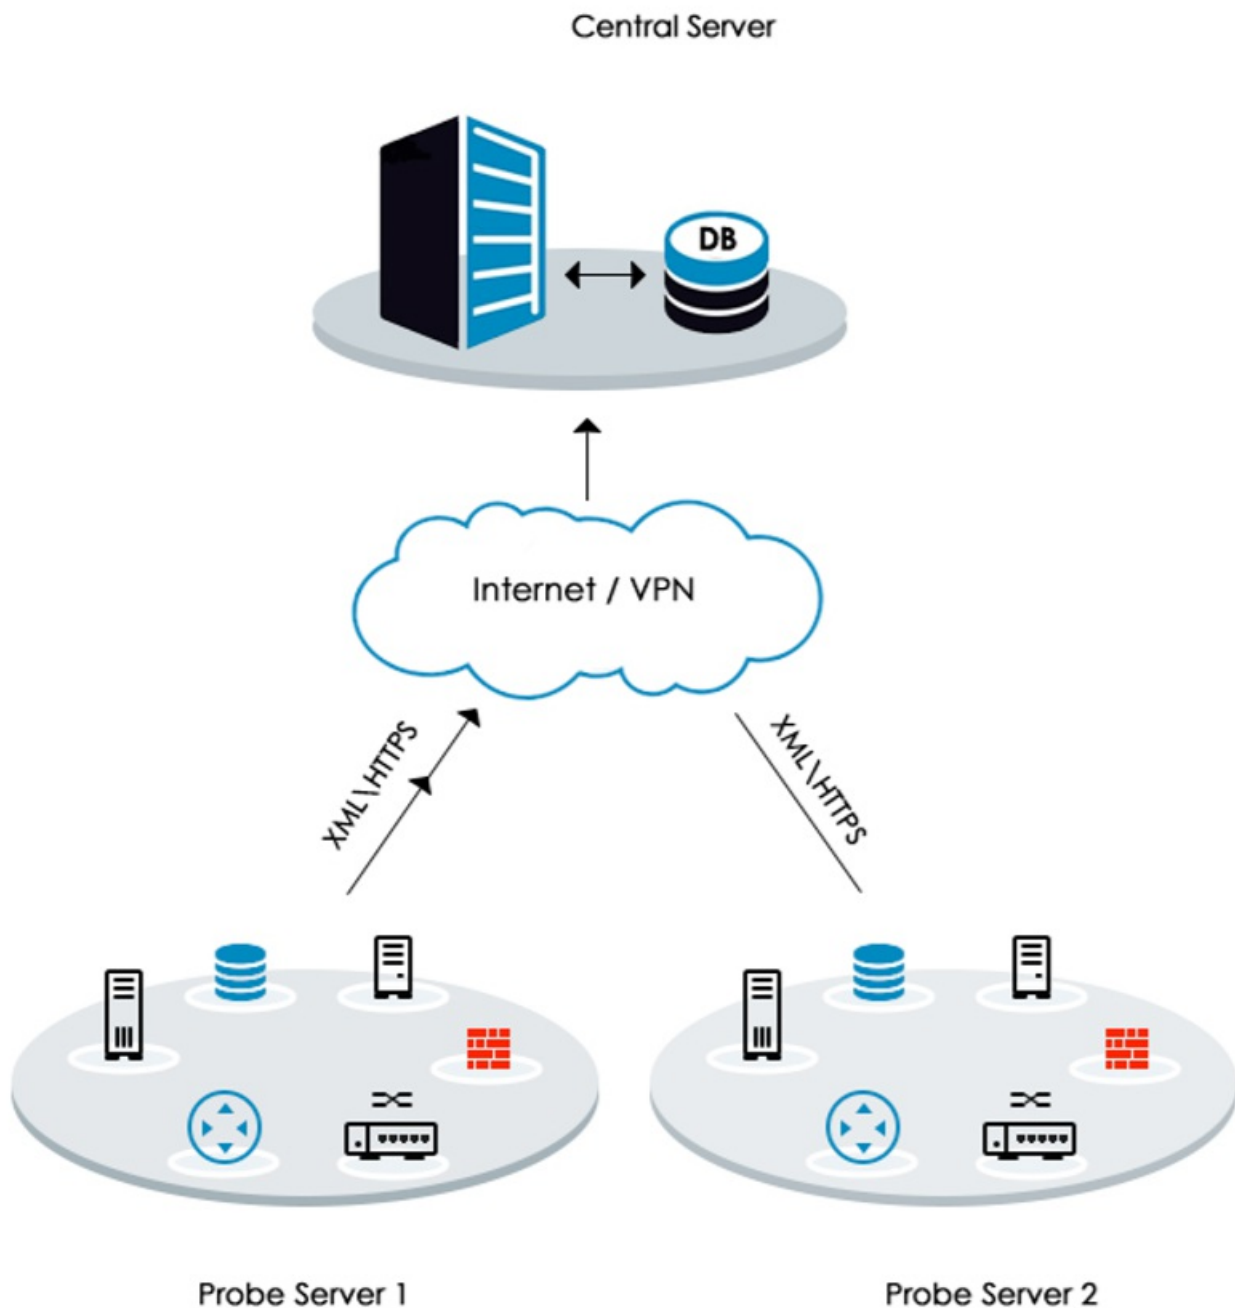 Central Server
DB
Internet / VPN
XML\HTTPS
XML\HTTPS
Probe Server 1
Probe Server 2